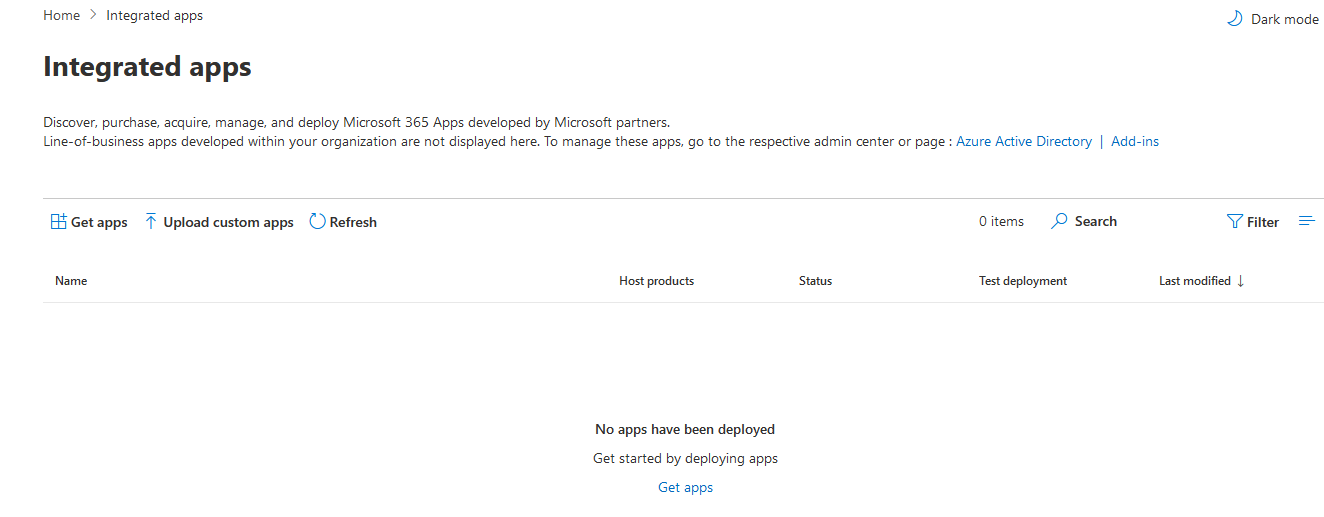 Home > Integrated apps
Dark mode
Integrated apps
Discover, purchase, acquire, manage, and deploy Microsoft 365 Apps developed by Microsoft partners.
Line-of-business apps developed within your organization are not displayed here. To manage these apps, go to the respective admin center or page : Azure Active Directory | Add-ins
Get apps Upload custom apps Refresh 0 items Search Filter
Name Host products Status Test deployment Last modified ↓
No apps have been deployed
Get started by deploying apps
Get apps